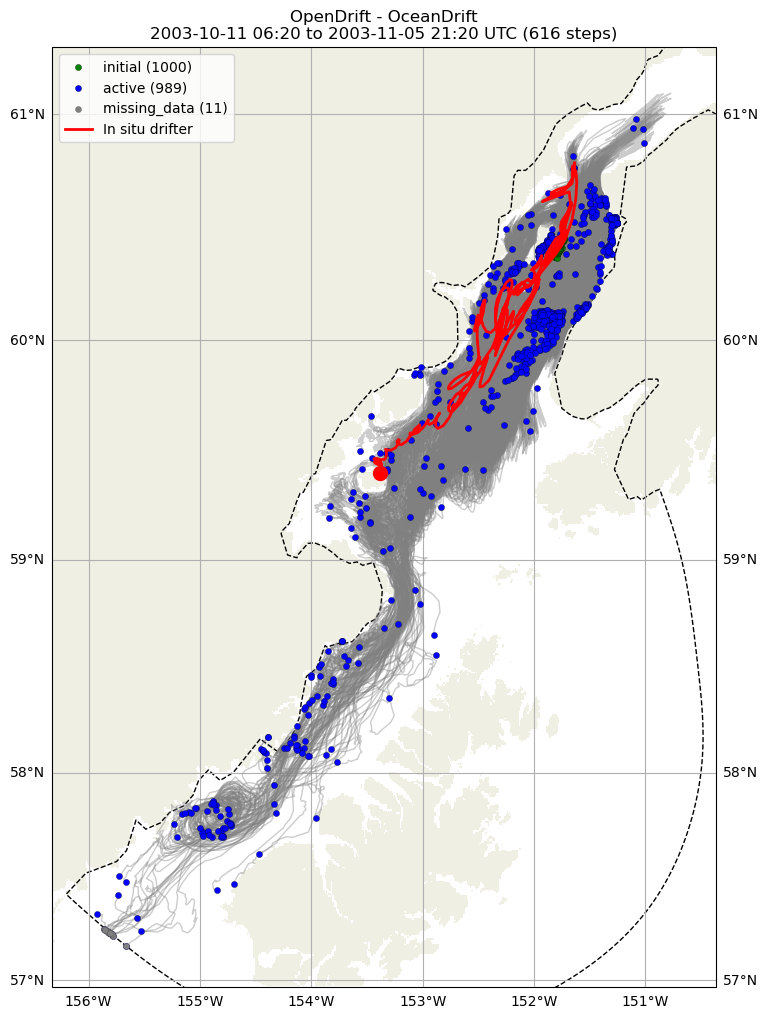 OpenDrift - OceanDrift
2003-10-11 06:20 to 2003-11-05 21:20 UTC (616 steps)
initial (1000)
active (989)
missing_data (11)
In situ drifter
61°N
61°N
60°N
60°N
59°N
59°N
58°N
58°N
57°N
57°N
156°W
155°W
154°W
153°W
152°W
151°W